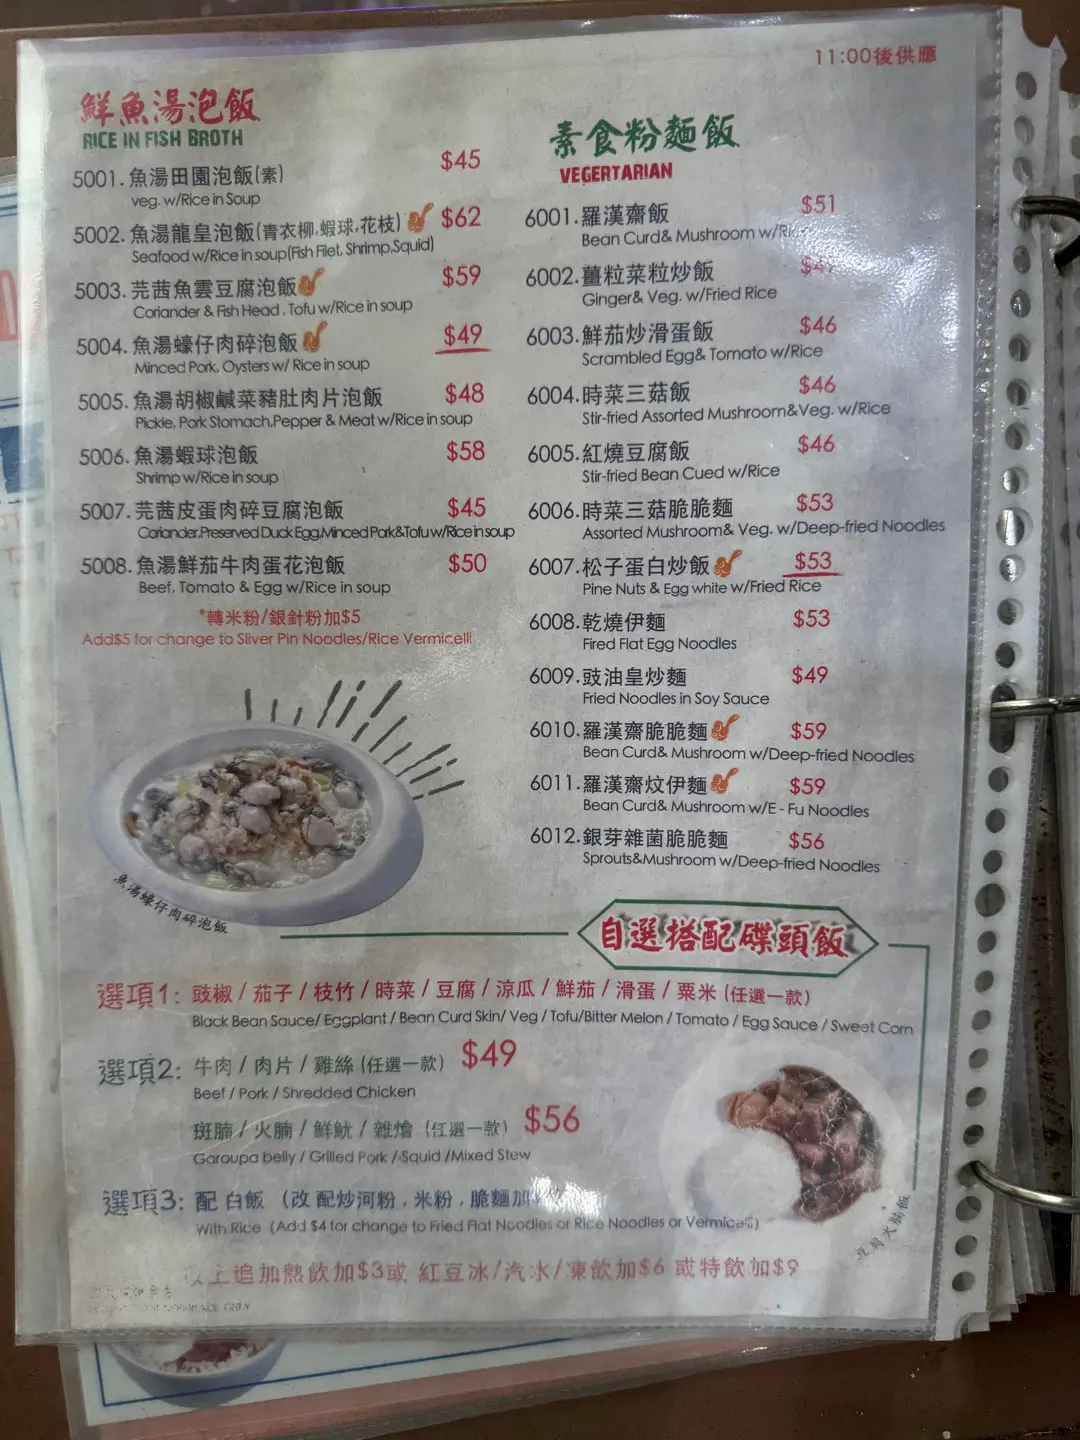 11:00後供應
鮮魚湯泡飯
RICE IN FISH BROTH
5001. 魚湯田園泡飯(素) $45
veg. w/Rice in Soup
5002. 魚湯龍皇泡飯(青衣柳,蝦球,花枝) $62
Seafood w/Rice in soup(Fish Filet, Shrimp,Squid)
5003. 芫茜魚雲豆腐泡飯 $59
Coriander & Fish Head , Tofu w/Rice in soup
5004. 魚湯蠔仔肉碎泡飯 $49
Minced Pork, Oysters w/ Rice in soup
5005. 魚湯胡椒鹹菜豬肚肉片泡飯 $48
Pickle, Pork Stomach,Pepper & Meat w/Rice in soup
5006. 魚湯蝦球泡飯 $58
Shrimp w/Rice in soup
5007. 芫茜皮蛋肉碎豆腐泡飯 $45
Coriander,Preserved Duck Egg,Minced Pork&Tofu w/Rice in soup
5008. 魚湯鮮茄牛肉蛋花泡飯 $50
Beef, Tomato & Egg w/Rice in soup
*轉米粉/銀針粉加$5
Add$5 for change to Sliver Pin Noodles/Rice Vermicelli
魚湯蠔仔肉碎泡飯
素食粉麵飯
VEGERTARIAN
6001. 羅漢齋飯 $51
Bean Curd& Mushroom
6002. 薑粒菜粒炒飯
Ginger& Veg. w/Fried Rice
6003. 鮮茄炒滑蛋飯 $46
Scrambled Egg& Tomato w/Rice
6004. 時菜三菇飯 $46
Stir-fried Assorted Mushroom&Veg. w/Rice
6005. 紅燒豆腐飯 $46
Stir-fried Bean Cued w/Rice
6006. 時菜三菇脆脆麵 $53
Assorted Mushroom& Veg. w/Deep-fried Noodles
6007. 松子蛋白炒飯 $53
Pine Nuts & Egg white w/Fried Rice
6008. 乾燒伊麵 $53
Fired Flat Egg Noodles
6009. 豉油皇炒麵 $49
Fried Noodles in Soy Sauce
6010. 羅漢齋脆脆麵 $59
Bean Curd& Mushroom w/Deep-fried Noodles
6011. 羅漢齋炆伊麵 $59
Bean Curd& Mushroom w/E - Fu Noodles
6012. 銀芽雜菌脆脆麵 $56
Sprouts&Mushroom w/Deep-fried Noodles
自選搭配碟頭飯
選項1: 豉椒 / 茄子 / 枝竹 / 時菜 / 豆腐 / 涼瓜 / 鮮茄 / 滑蛋 / 粟米 (任選一款)
Black Bean Sauce/ Eggplant / Bean Curd Skin/ Veg / Tofu/Bitter Melon / Tomato / Egg Sauce / Sweet Corn
選項2: 牛肉 / 肉片 / 雞絲 (任選一款) $49
Beef / Pork / Shredded Chicken
斑腩 / 火腩 / 鮮魷 / 雜燴 (任選一款) $56
Garoupa belly / Grilled Pork / Squid /Mixed Stew
選項3: 配 白飯 (改 配炒河粉 , 米粉 , 脆麵加
With Rice (Add $4 for change to Fried Flat Noodles or Rice Noodles or Vermicelli)
火腩飯
上追加熱飲加$3或 紅豆冰/汽水/凍飲加$6 或特飲加$9
REFERENCE ONLY